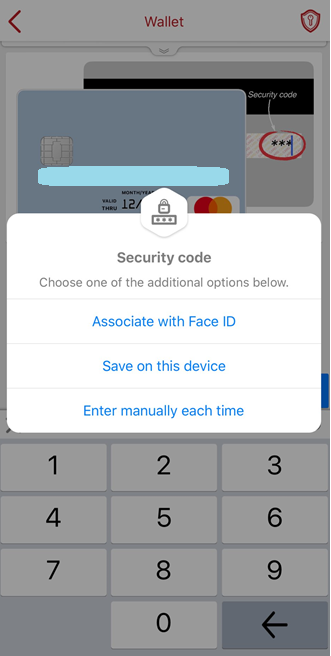 Wallet
Security code
***
MONTH/YEAR
VALID
THRU
12/
Security code
Choose one of the additional options below.
Associate with Face ID
Save on this device
Enter manually each time
1
2
3
4
5
6
7
8
9
0